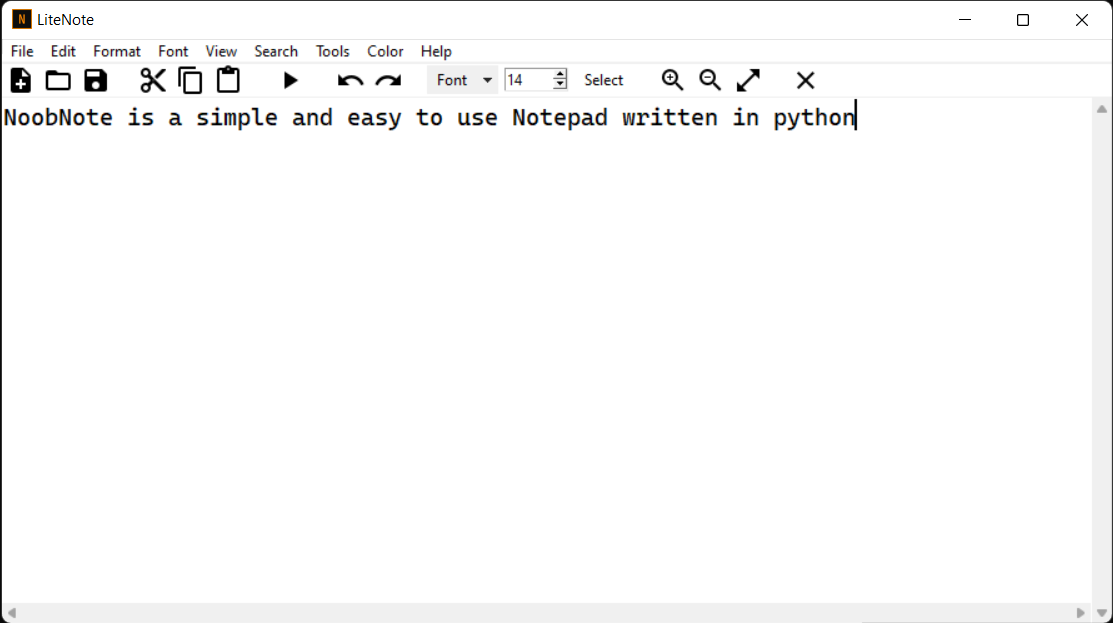 N LiteNote
File Edit Format Font View Search Tools Color Help
Font 14 Select
NoobNote is a simple and easy to use Notepad written in python